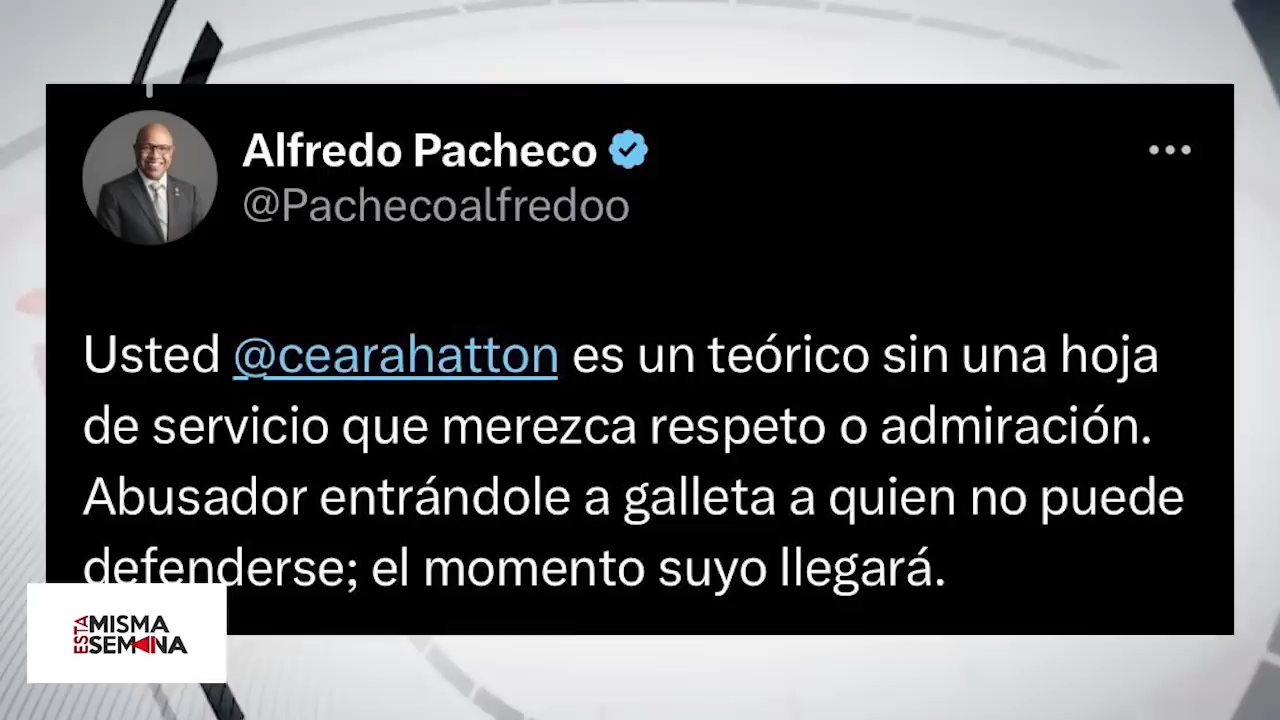 Alfredo Pacheco
@Pachecoalfredoo
Usted @cearahatton es un teórico sin una hoja
de servicio que merezca respeto o admiración.
Abusador entrándole a galleta a quien no puede
defenderse; el momento suyo llegará.
ESTA
MISMA
SEMANA